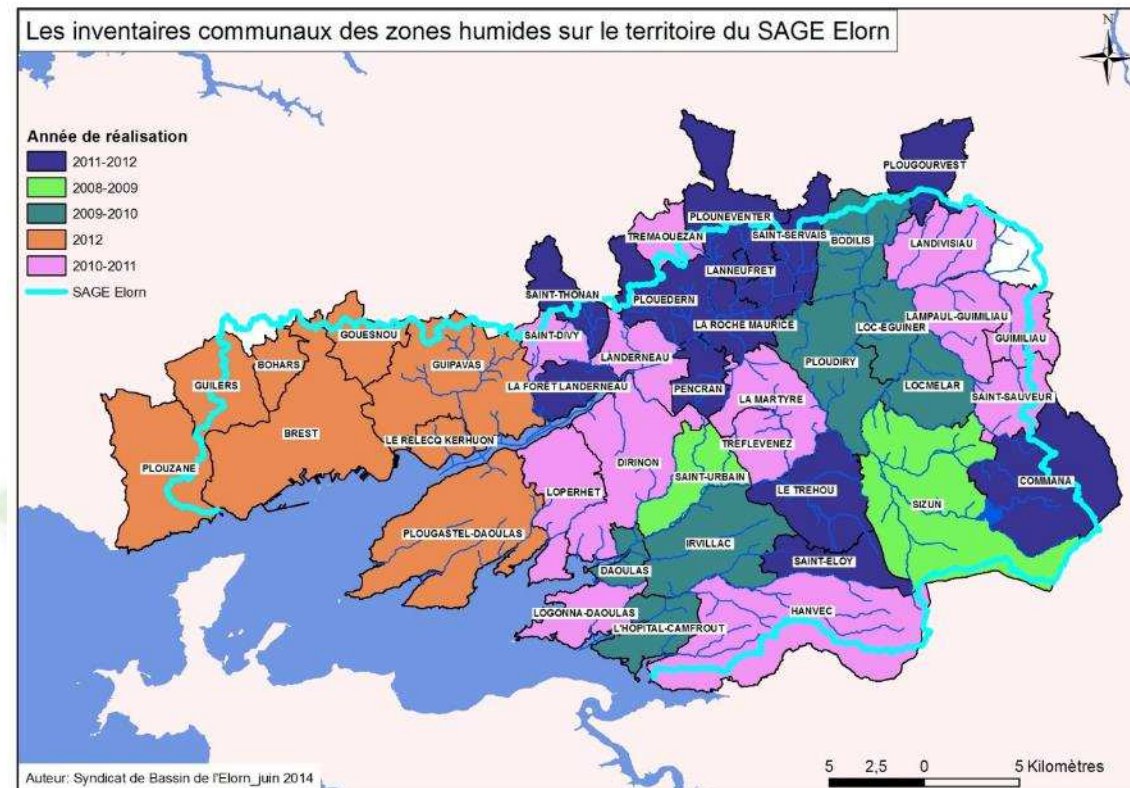 Les inventaires communaux des zones humides sur le territoire du SAGE Elorn
N
Année de réalisation
2011-2012
2008-2009
2009-2010
2012
2010-2011
SAGE Elorn
PLOUGOURVEST
PLOUNEVENTER
TREMAOUEZAN
SAINT-SERVAIS
BODILIS
LANDIVISIAU
LANNEUFRET
SAINT-THONAN
PLOUEDERN
LAMPAUL-GUIMILIAU
LA ROCHE MAURICE
LOC-EGUINER
GUIMILIAU
GOUESNOU
SAINT-DIVY
LANDERNEAU
PLOUDIRY
BOHARS
GUIPAVAS
GUILERS
LA FORÊT LANDERNEAU
PENCRAN
LOCMELAR
SAINT-SAUVEUR
LA MARTYRE
BREST
LE RELECQ KERHUON
TREFLEVENEZ
DIRINON
PLOUZANE
SAINT-URBAIN
COMMANA
LOPERHET
LE TREHOU
SIZUN
PLOUGASTEL-DAOULAS
IRVILLAC
SAINT-ELOY
DAOULAS
LOGONNA-DAOULAS
HANVEC
L'HOPITAL-CAMFROUT
Auteur: Syndicat de Bassin de l'Elorn_juin 2014
5 2,5 0 5 Kilomètres